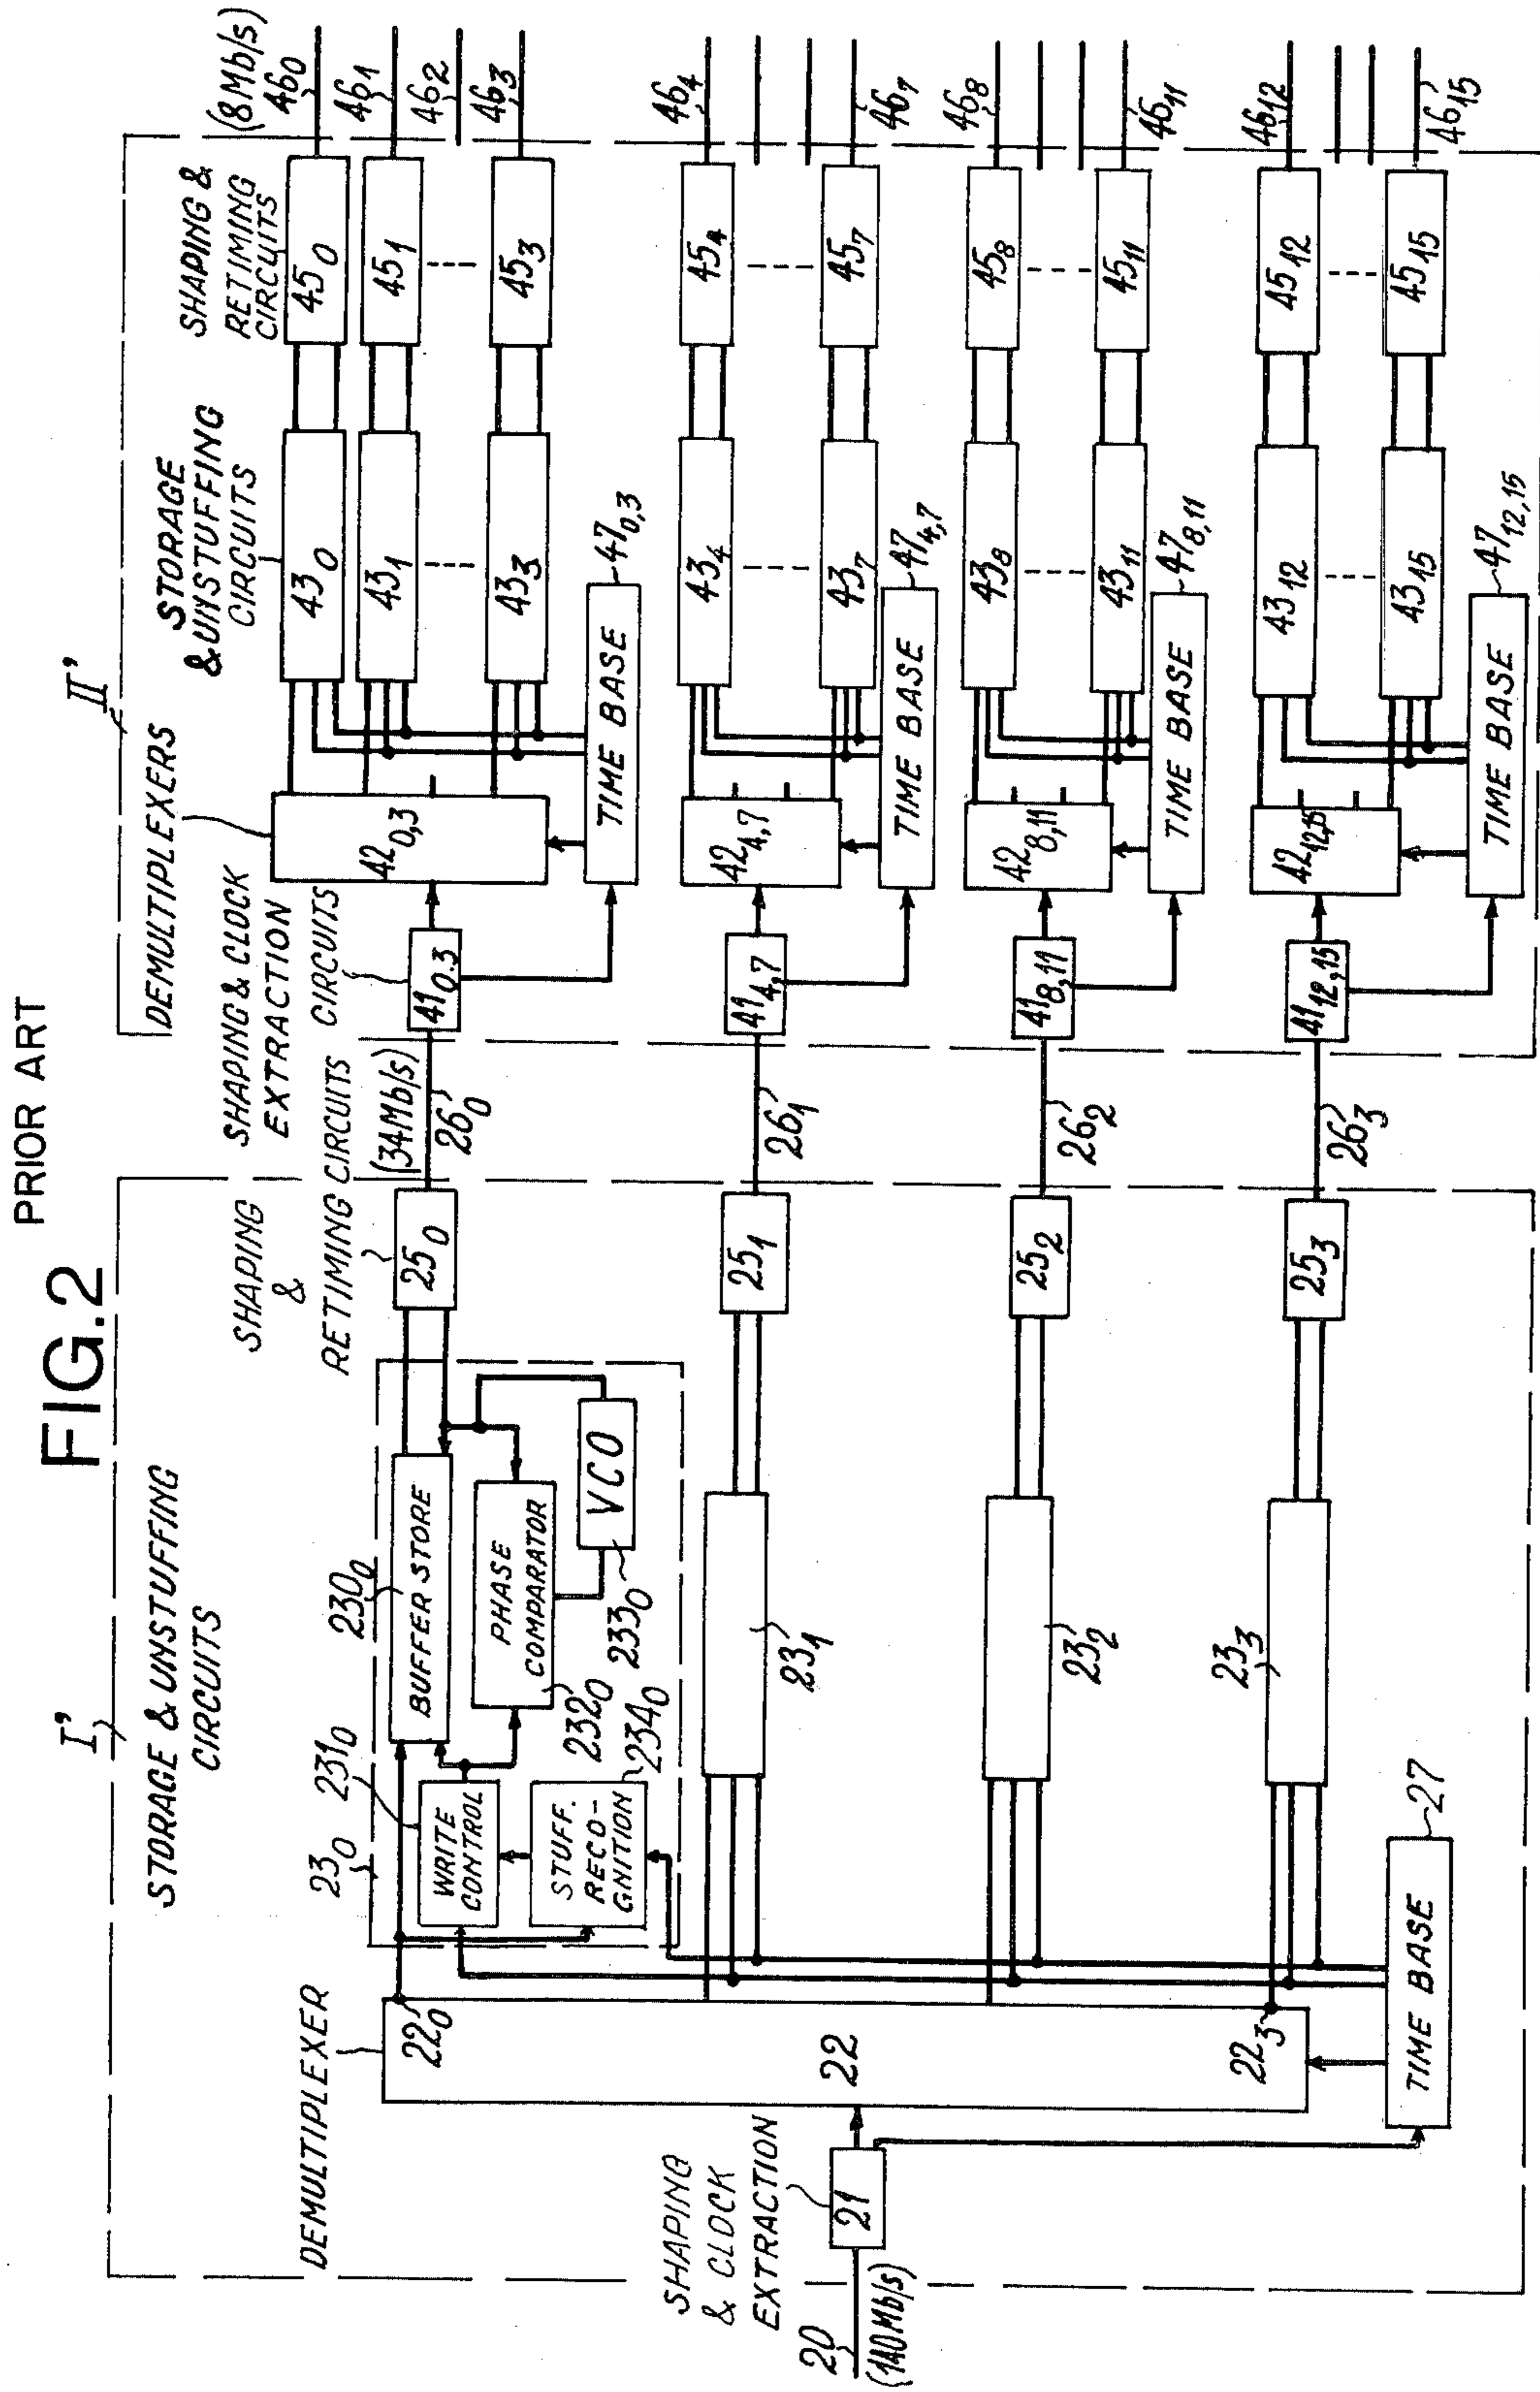 FIG.2
PRIOR ART
I'
STORAGE & UNSTUFFING
CIRCUITS
DEMULTIPLEXER
SHAPING
& CLOCK
EXTRACTION
20
(140Mb/s)
21
22
22₀
22₃
TIME BASE
27
23₀
231₀
WRITE
CONTROL
STUFF.
RECO-
GNITION
234₀
230₀
BUFFER STORE
PHASE
COMPARATOR
232₀
VCO
233₀
23₁
23₂
23₃
SHAPING
&
RETIMING CIRCUITS
25₀
25₁
25₂
25₃
(34Mb/s)
26₀
26₁
26₂
26₃
II'
DEMULTIPLEXERS
SHAPING & CLOCK
EXTRACTION
CIRCUITS
41₀.₃
41₄,₇
41₈,₁₁
41₁₂,₁₅
42₀,₃
42₄,₇
42₈,₁₁
42₁₂,₁₅
TIME BASE
47₀,₃
TIME BASE
47₄,₇
TIME BASE
47₈,₁₁
TIME BASE
47₁₂,₁₅
STORAGE
& UNSTUFFING
CIRCUITS
43₀
43₁
43₃
43₄
43₇
43₈
43₁₁
43₁₂
43₁₅
SHAPING &
RETIMING
CIRCUITS
45₀
45₁
45₃
45₄
45₇
45₈
45₁₁
45₁₂
45₁₅
(8Mb/s)
46₀
46₁
46₂
46₃
46₄
46₇
46₈
46₁₁
46₁₂
46₁₅